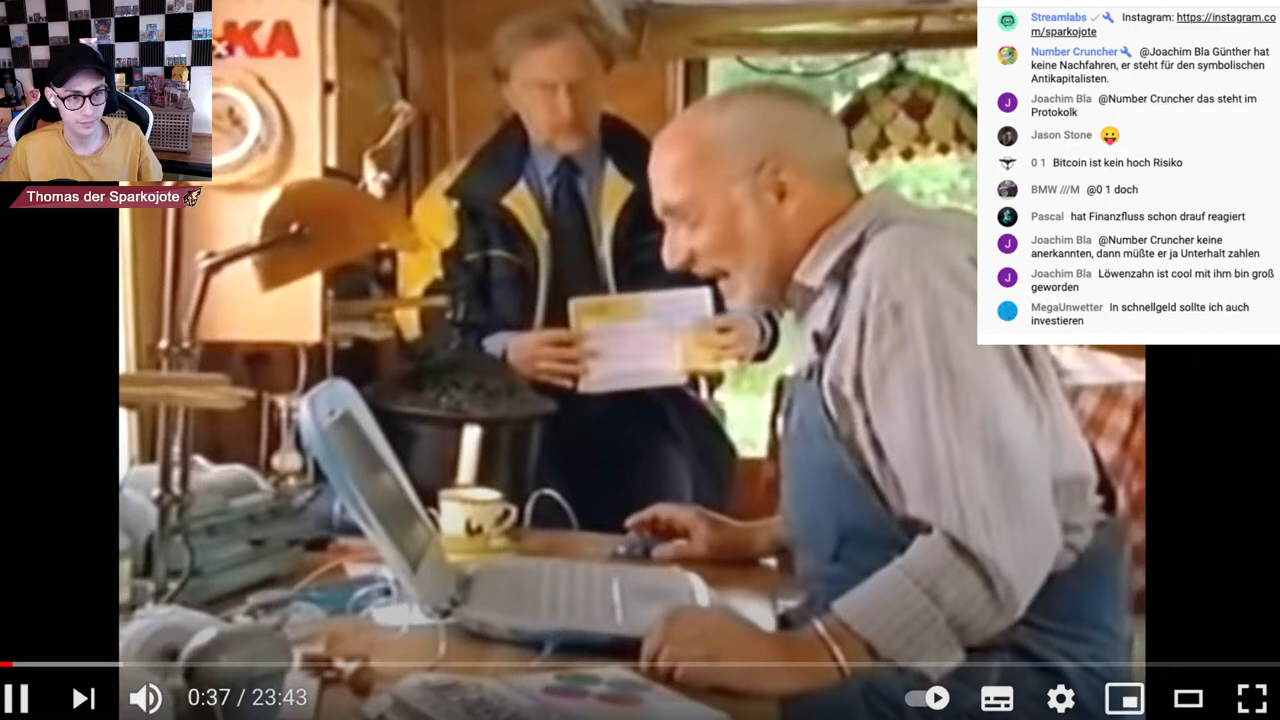 KA
Thomas der Sparkojote
Streamlabs Instagram: https://instagram.co
m/sparkojote
Number Cruncher @Joachim Bla Günther hat
keine Nachfahren, er steht für den symbolischen
Antikapitalisten.
J
Joachim Bla @Number Cruncher das steht im
Protokolk
Jason Stone
0 1 Bitcoin ist kein hoch Risiko
BMW ///M @0 1 doch
Pascal hat Finanzfluss schon drauf reagiert
J
Joachim Bla @Number Cruncher keine
anerkannten, dann müßte er ja Unterhalt zahlen
J
Joachim Bla Löwenzahn ist cool mit ihm bin groß
geworden
MegaUnwetter In schnellgeld sollte ich auch
investieren
0:37 / 23:43